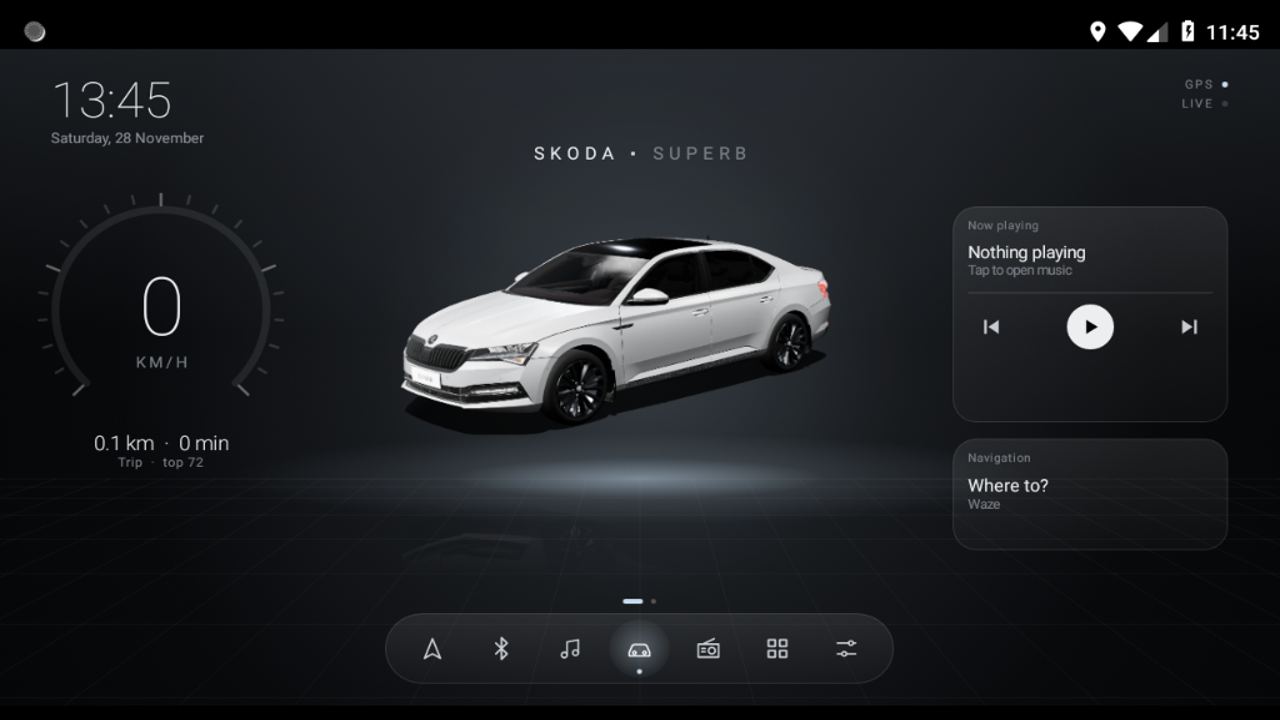 11:45
13:45
Saturday, 28 November
GPS
LIVE
SKODA • SUPERB
0
KM/H
0.1 km · 0 min
Trip · top 72
Now playing
Nothing playing
Tap to open music
Navigation
Where to?
Waze